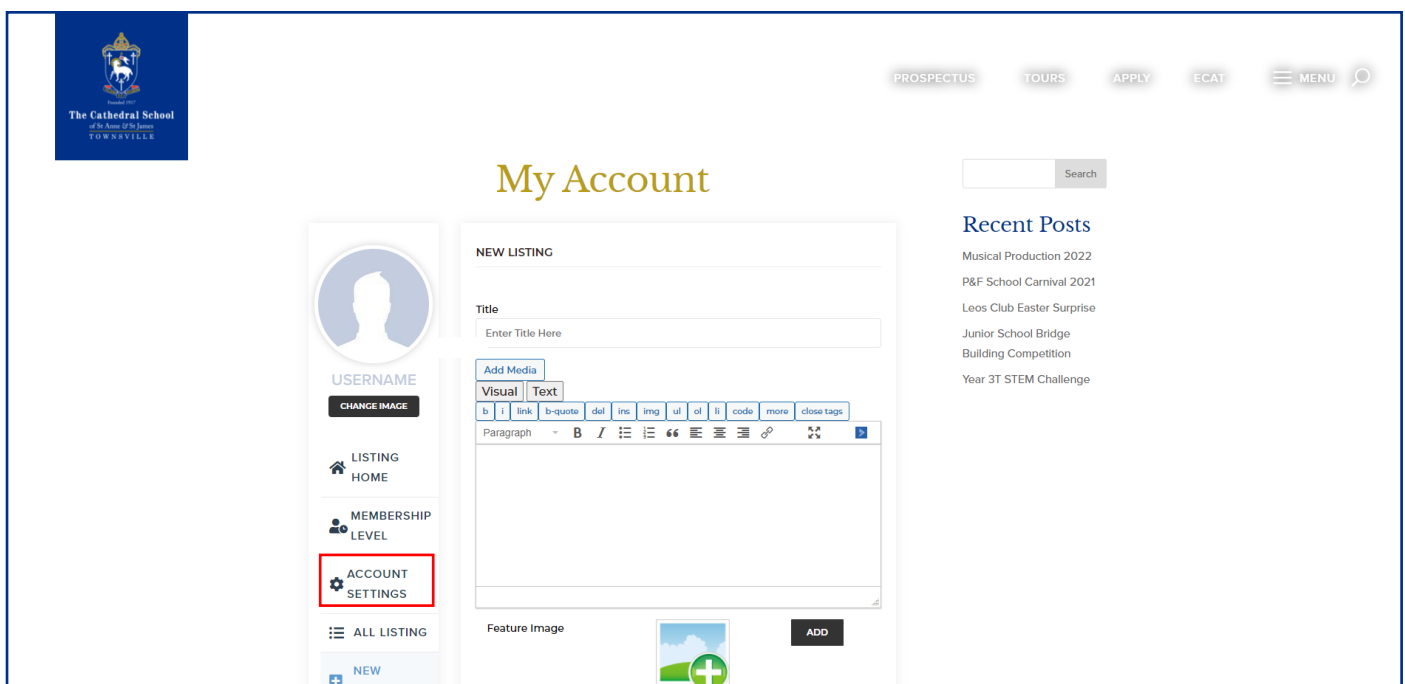 Founded 1917
The Cathedral School
of St Anne & St James
TOWNSVILLE
PROSPECTUS
TOURS
APPLY
ECAT
MENU
My Account
USERNAME
CHANGE IMAGE
LISTING
HOME
MEMBERSHIP
LEVEL
ACCOUNT
SETTINGS
ALL LISTING
NEW
NEW LISTING
Title
Enter Title Here
Add Media
Visual Text
b i link b-quote del ins img ul ol li code more close tags
Paragraph B I
Feature Image
ADD
Search
Recent Posts
Musical Production 2022
P&F School Carnival 2021
Leos Club Easter Surprise
Junior School Bridge
Building Competition
Year 3T STEM Challenge